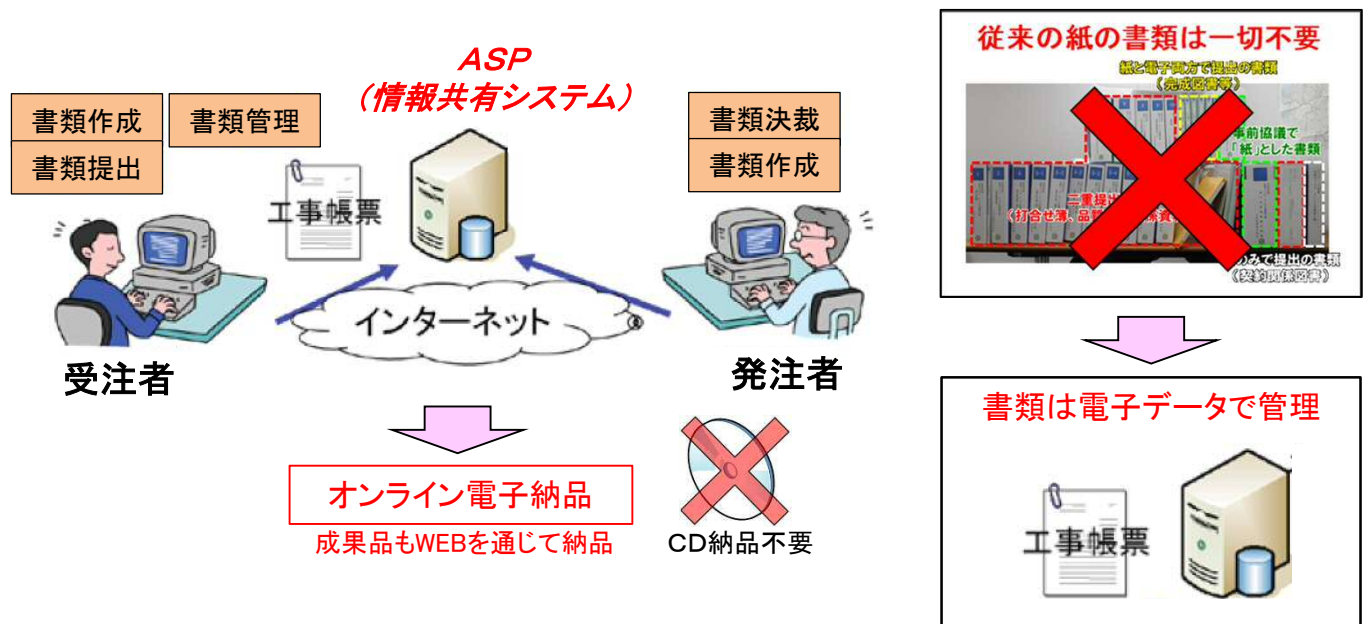 ASP
（情報共有システム）
書類作成
書類管理
書類提出
書類決裁
書類作成
工事帳票
インターネット
受注者
発注者
オンライン電子納品
成果品もWEBを通じて納品
CD納品不要
従来の紙の書類は一切不要
紙と電子両方で提出の書類
（完成図書等）
事前協議で
「紙」とした書類
二重提出
（打合せ簿、品質
のみで提出の書類
（契約関係図書）
書類は電子データで管理
工事帳票